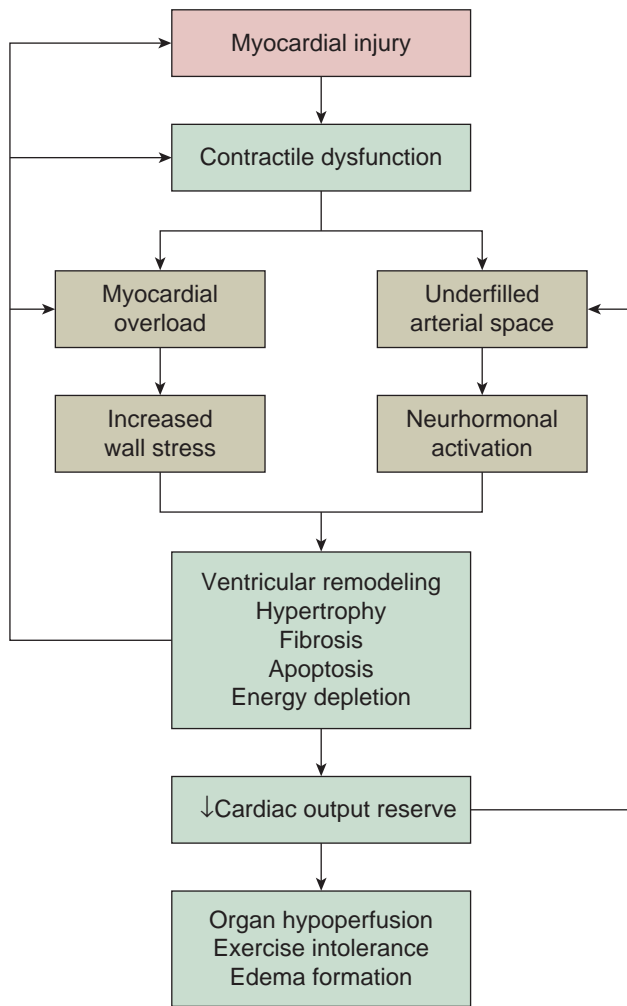 Myocardial injury
Contractile dysfunction
Myocardial
overload
Underfilled
arterial space
Increased
wall stress
Neurhormonal
activation
Ventricular remodeling
Hypertrophy
Fibrosis
Apoptosis
Energy depletion
↓Cardiac output reserve
Organ hypoperfusion
Exercise intolerance
Edema formation